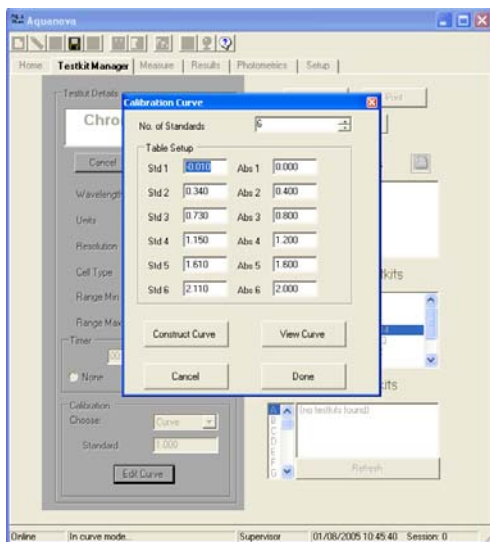 Aquanova
Home Testkit Manager Measure Results Photometrics Setup
Testkit Details
Print
Chro
Calibration Curve
No. of Standards 6
Table Setup
Std 1 -0.010 Abs 1 0.000
Std 2 0.340 Abs 2 0.400
Std 3 0.730 Abs 3 0.800
Std 4 1.150 Abs 4 1.200
Std 5 1.610 Abs 5 1.600
Std 6 2.110 Abs 6 2.000
Construct Curve View Curve
Cancel Done
Cancel
Wavelength
Units
Resolution
Cell Type
Range Min
Range Max
Timer
00
None
Calibration
Choose: Curve
Standard 1.000
Edit Curve
tkits
kits
A
B
C
D
E
F
G
(no testkits found)
Refresh
Online In curve mode... Supervisor 01/08/2005 10:45:40 Session: 0